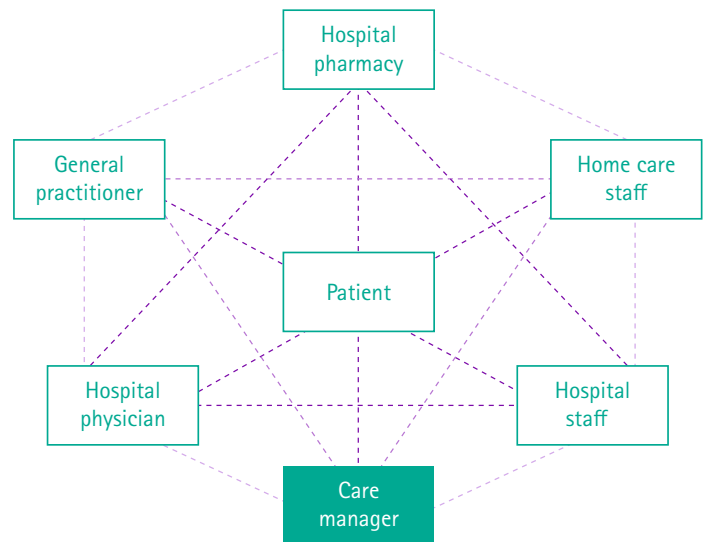 Hospital
pharmacy
General
practitioner
Home care
staff
Patient
Hospital
physician
Hospital
staff
Care
manager